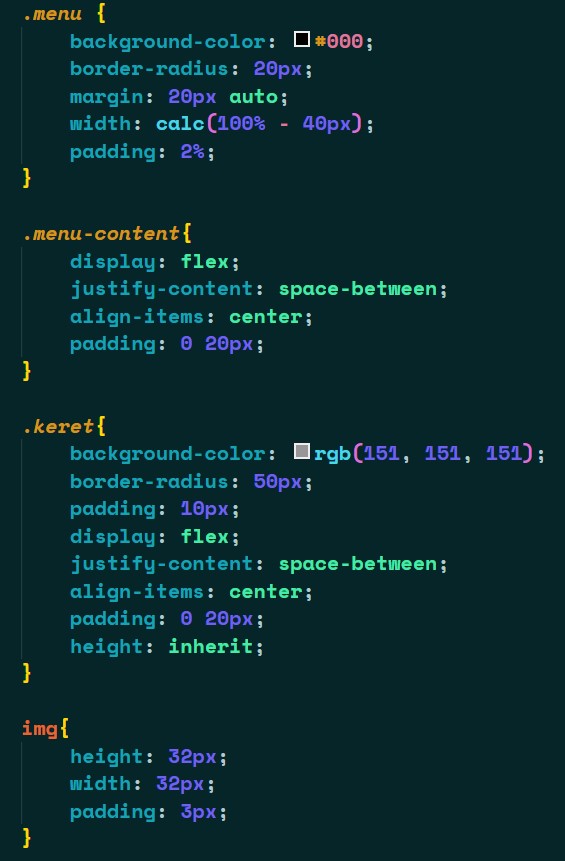 .menu {
    background-color: #000;
    border-radius: 20px;
    margin: 20px auto;
    width: calc(100% - 40px);
    padding: 2%;
}

.menu-content{
    display: flex;
    justify-content: space-between;
    align-items: center;
    padding: 0 20px;
}

.keret{
    background-color: rgb(151, 151, 151);
    border-radius: 50px;
    padding: 10px;
    display: flex;
    justify-content: space-between;
    align-items: center;
    padding: 0 20px;
    height: inherit;
}

img{
    height: 32px;
    width: 32px;
    padding: 3px;
}